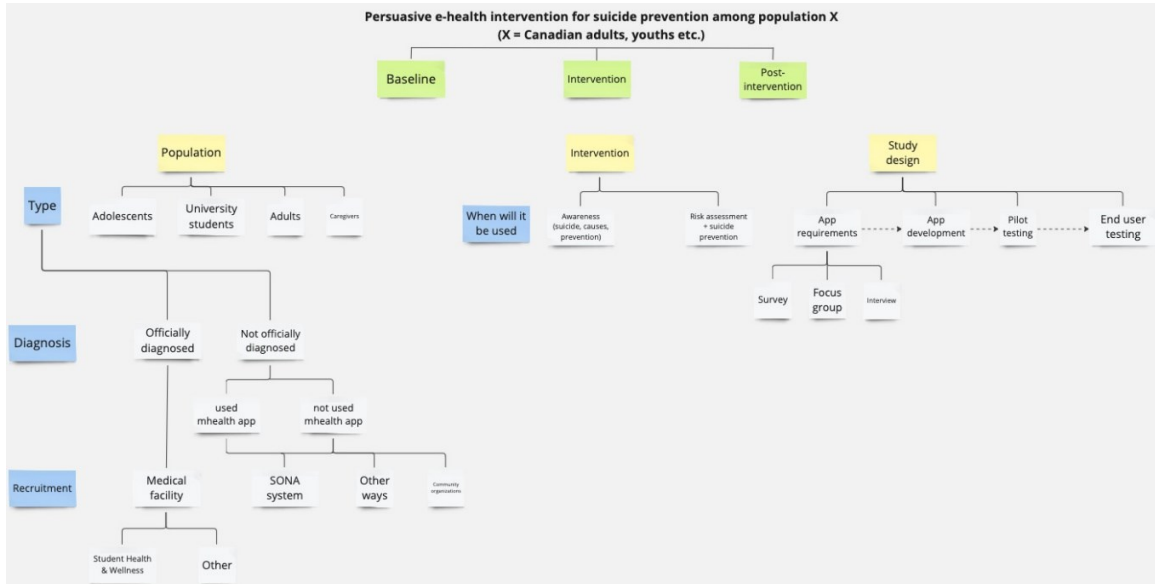 Persuasive e-health intervention for suicide prevention among population X
(X = Canadian adults, youths etc.)
Baseline
Intervention
Post-
intervention
Population
Intervention
Study
design
Type
Adolescents
University
students
Adults
Caregivers
When will it
be used
Awareness
(suicide, causes,
prevention)
Risk assessment
+ suicide
prevention
App
requirements
App
development
Pilot
testing
End user
testing
Survey
Focus
group
Interview
Diagnosis
Officially
diagnosed
Not officially
diagnosed
used
mhealth app
not used
mhealth app
Recruitment
Medical
facility
SONA
system
Other
ways
Community
organizations
Student Health
& Wellness
Other